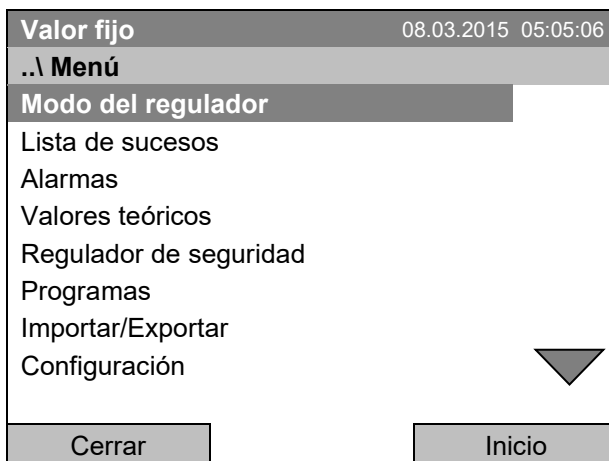 Valor fijo 08.03.2015 05:05:06
..\ Menú
Modo del regulador
Lista de sucesos
Alarmas
Valores teóricos
Regulador de seguridad
Programas
Importar/Exportar
Configuración
Cerrar Inicio